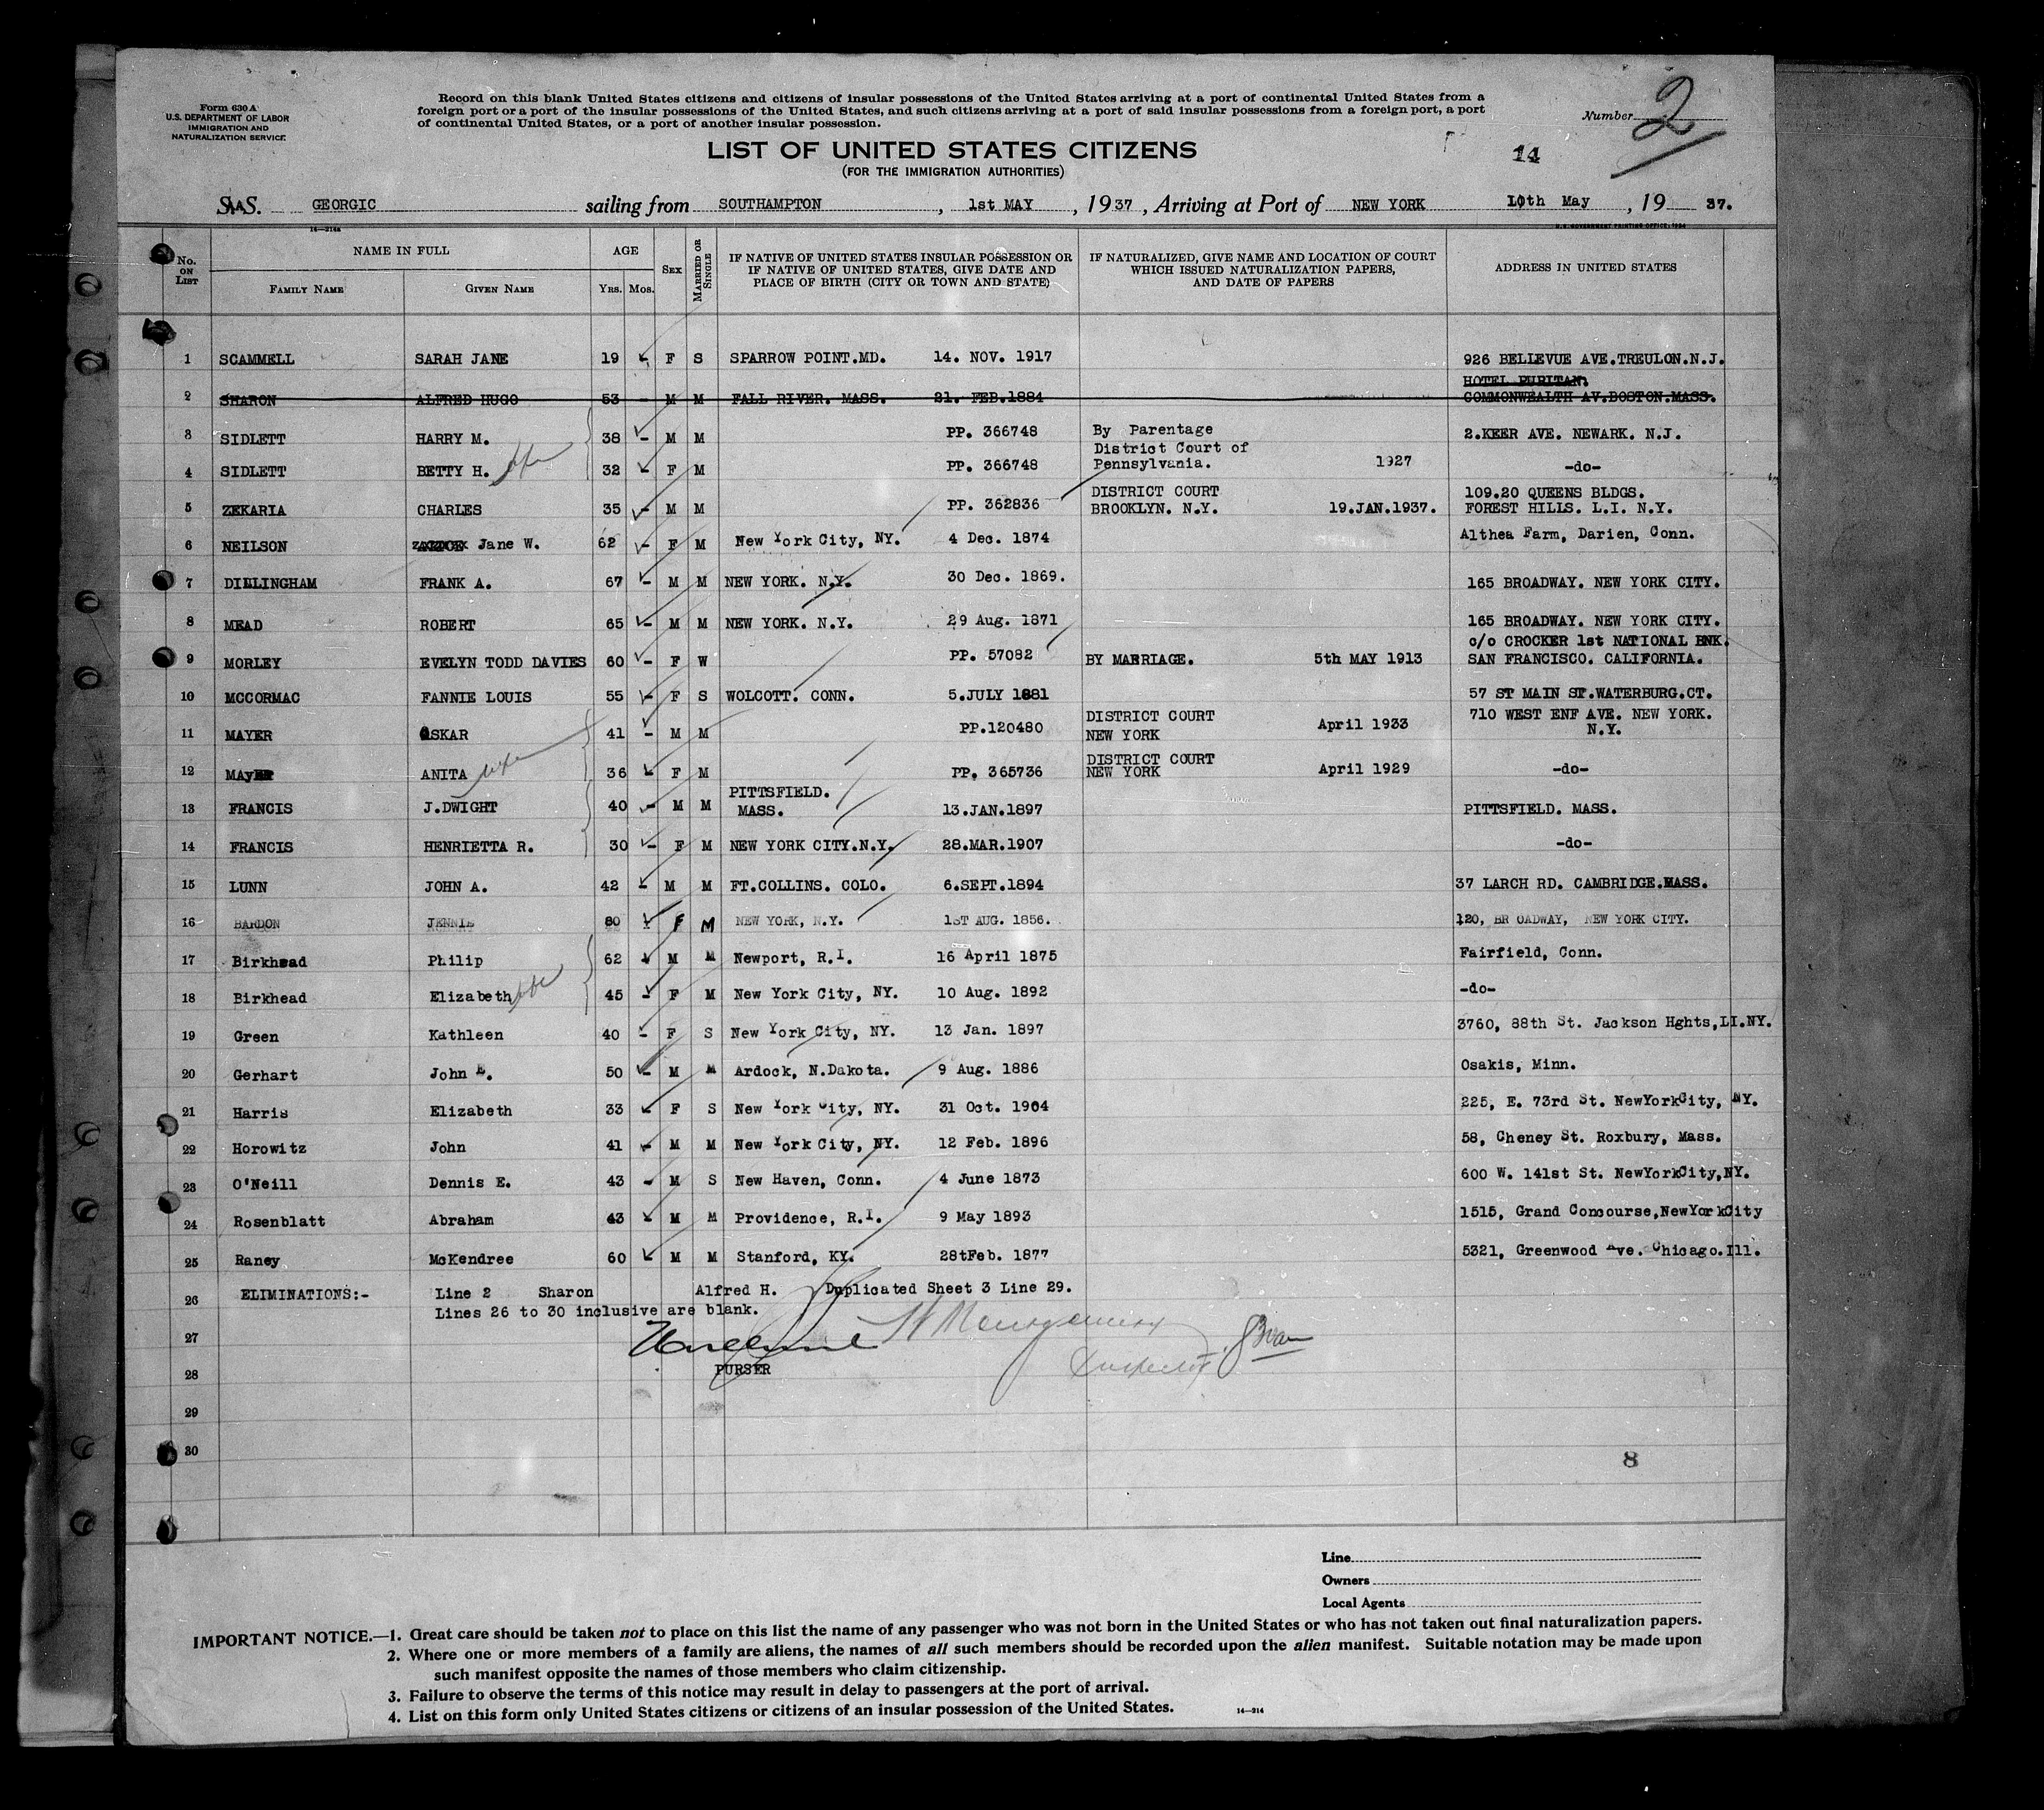 Form 630 A
U.S. DEPARTMENT OF LABOR
IMMIGRATION AND
NATURALIZATION SERVICE
Record on this blank United States citizens and citizens of insular possessions of the United States arriving at a port of continental United States from a
foreign port or a port of the insular possessions of the United States, and such citizens arriving at a port of said insular possessions from a foreign port, a port
of continental United States, or a port of another insular possession.
Number 2
LIST OF UNITED STATES CITIZENS
14
(FOR THE IMMIGRATION AUTHORITIES)
S.S. GEORGIC sailing from SOUTHAMPTON, 1st MAY, 1937, Arriving at Port of NEW YORK 10th May, 19 37.
14—214a
U.S. GOVERNMENT PRINTING OFFICE: 1934
No. ON LIST
NAME IN FULL
FAMILY NAME GIVEN NAME
AGE
YRS. MOS.
SEX
MARRIED OR SINGLE
IF NATIVE OF UNITED STATES INSULAR POSSESSION OR
IF NATIVE OF UNITED STATES, GIVE DATE AND
PLACE OF BIRTH (CITY OR TOWN AND STATE)
IF NATURALIZED, GIVE NAME AND LOCATION OF COURT
WHICH ISSUED NATURALIZATION PAPERS,
AND DATE OF PAPERS
ADDRESS IN UNITED STATES
1 SCAMMELL SARAH JANE 19 - F S SPARROW POINT.MD. 14. NOV. 1917 926 BELLEVUE AVE.TREULON.N.J.
HOTEL PURITAN.
2 SHARON ALFRED HUGO 53 - M M FALL RIVER. MASS. 21. FEB.1884 COMMONWEALTH AV.BOSTON.MASS.
3 SIDLETT HARRY M. 38 - M M PP. 366748 By Parentage 2.KEER AVE. NEWARK. N.J.
District Court of
4 SIDLETT BETTY H. 32 - F M PP. 366748 Pennsylvania. 1927 -do-
DISTRICT COURT 109.20 QUEENS BLDGS.
5 ZEKARIA CHARLES 35 - M M PP. 362836 BROOKLYN. N.Y. 19.JAN.1937. FOREST HILLS. L.I. N.Y.
6 NEILSON Jane W. 62 - F M New York City, NY. 4 Dec. 1874 Althea Farm, Darien, Conn.
7 DILLINGHAM FRANK A. 67 - M M NEW YORK. N.Y. 30 Dec. 1869. 165 BROADWAY. NEW YORK CITY.
8 MEAD ROBERT 65 - M M NEW YORK. N.Y. 29 Aug. 1871 165 BROADWAY. NEW YORK CITY.
c/o CROCKER 1st NATIONAL BNK.
9 MORLEY EVELYN TODD DAVIES 60 - F W PP. 57082 BY MARRIAGE. 5th MAY 1913 SAN FRANCISCO. CALIFORNIA.
10 MCCORMAC FANNIE LOUIS 55 - F S WOLCOTT. CONN. 5.JULY 1881 57 ST MAIN ST.WATERBURG.CT.
DISTRICT COURT 710 WEST ENF AVE. NEW YORK.
11 MAYER OSKAR 41 - M M PP.120480 NEW YORK April 1933 N.Y.
DISTRICT COURT
12 MAyER ANITA 36 - F M PP. 365736 NEW YORK April 1929 -do-
PITTSFIELD.
13 FRANCIS J.DWIGHT 40 - M M MASS. 13.JAN.1897 PITTSFIELD. MASS.
14 FRANCIS HENRIETTA R. 30 - F M NEW YORK CITY.N.Y. 28.MAR.1907 -do-
15 LUNN JOHN A. 42 - M M FT.COLLINS. COLO. 6.SEPT.1894 37 LARCH RD. CAMBRIDGE.MASS.
16 BARDON JENNIE 80 - F M NEW YORK, N.Y. 1ST AUG. 1856. 120, BR OADWAY, NEW YORK CITY.
17 Birkhead Philip 62 - M M Newport, R.I. 16 April 1875 Fairfield, Conn.
18 Birkhead Elizabeth 45 - F M New York City, NY. 10 Aug. 1892 -do-
19 Green Kathleen 40 - F S New York City, NY. 13 Jan. 1897 3760, 88th St. Jackson Hghts,LI.NY.
20 Gerhart John E. 50 - M M Ardock, N.Dakota. 9 Aug. 1886 Osakis, Minn.
21 Harris Elizabeth 33 - F S New York City, NY. 31 Oct. 1904 225, E. 73rd St. NewYorkCity, NY.
22 Horowitz John 41 - M M New York City, NY. 12 Feb. 1896 58, Cheney St. Roxbury, Mass.
23 O'Neill Dennis E. 43 - M S New Haven, Conn. 4 June 1873 600 W. 141st St. NewYorkCity,NY.
24 Rosenblatt Abraham 43 - M M Providence, R.I. 9 May 1893 1515, Grand Concourse,NewYorkCity
25 Raney McKendree 60 - M M Stanford, KY. 28tFeb. 1877 5321, Greenwood Ave. Chicago.Ill.
26 ELIMINATIONS:- Line 2 Sharon Alfred H. Duplicated Sheet 3 Line 29.
Lines 26 to 30 inclusive are blank.
27
PURSER
28
29
30
8
Line
Owners
Local Agents
IMPORTANT NOTICE.—1. Great care should be taken not to place on this list the name of any passenger who was not born in the United States or who has not taken out final naturalization papers.
2. Where one or more members of a family are aliens, the names of all such members should be recorded upon the alien manifest. Suitable notation may be made upon
such manifest opposite the names of those members who claim citizenship.
3. Failure to observe the terms of this notice may result in delay to passengers at the port of arrival.
4. List on this form only United States citizens or citizens of an insular possession of the United States.
14—214